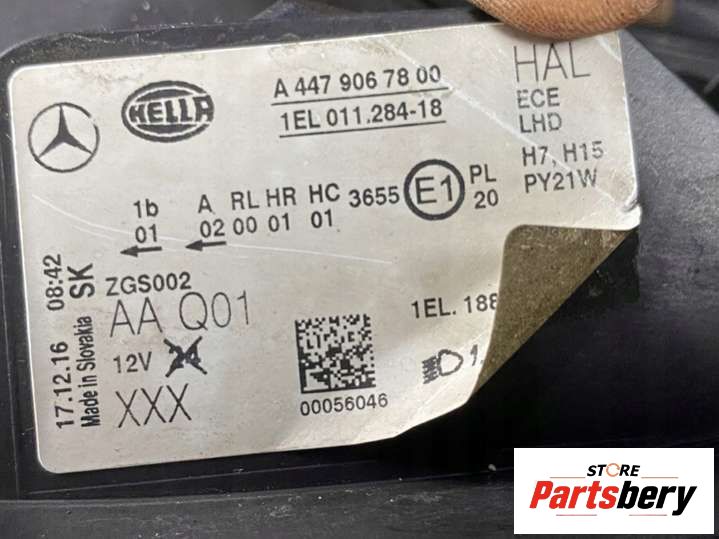 HELLA
A 447 906 78 00
1EL 011.284-18
HAL
ECE
LHD
H7, H15
PY21W
1b A RL HR HC 3655 E1 PL
01 02 00 01 01 20
17.12.16 08:42
Made in Slovakia SK
ZGS002
AA Q01
12V 24
XXX
00056046
1EL. 188
1.
STORE
Partsbery